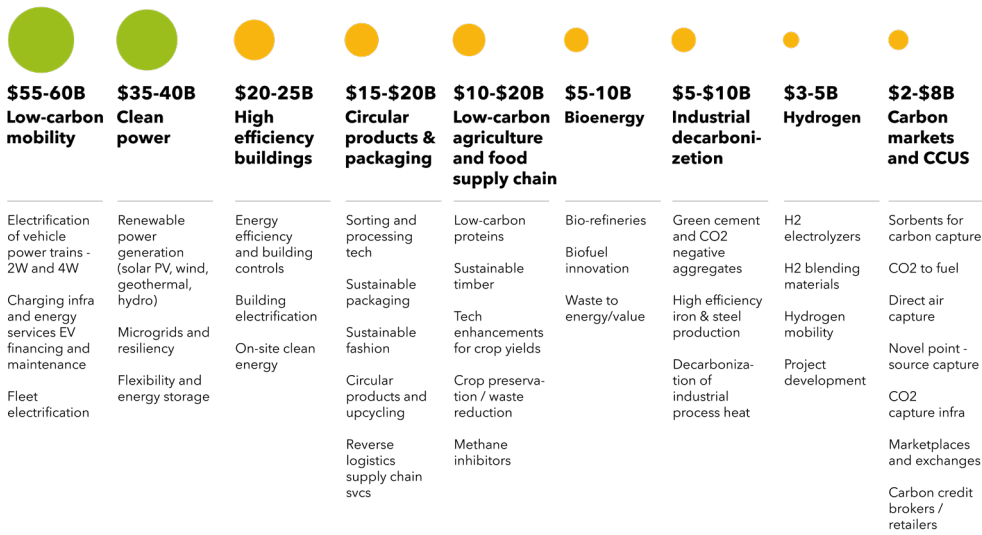 $55-60B
Low-carbon
mobility
Electrification
of vehicle
power trains -
2W and 4W
Charging infra
and energy
services EV
financing and
maintenance
Fleet
electrification
$35-40B
Clean
power
Renewable
power
generation
(solar PV, wind,
geothermal,
hydro)
Microgrids and
resiliency
Flexibility and
energy storage
$20-25B
High
efficiency
buildings
Energy
efficiency
and building
controls
Building
electrification
On-site clean
energy
$15-$20B
Circular
products &
packaging
Sorting and
processing
tech
Sustainable
packaging
Sustainable
fashion
Circular
products and
upcycling
Reverse
logistics
supply chain
svcs
$10-$20B
Low-carbon
agriculture
and food
supply chain
Low-carbon
proteins
Sustainable
timber
Tech
enhancements
for crop yields
Crop preserva-
tion / waste
reduction
Methane
inhibitors
$5-10B
Bioenergy
Bio-refineries
Biofuel
innovation
Waste to
energy/value
$5-$10B
Industrial
decarboni-
zetion
Green cement
and CO2
negative
aggregates
High efficiency
iron & steel
production
Decarboniza-
tion of
industrial
process heat
$3-5B
Hydrogen
H2
electrolyzers
H2 blending
materials
Hydrogen
mobility
Project
development
$2-$8B
Carbon
markets
and CCUS
Sorbents for
carbon capture
CO2 to fuel
Direct air
capture
Novel point -
source capture
CO2
capture infra
Marketplaces
and exchanges
Carbon credit
brokers /
retailers